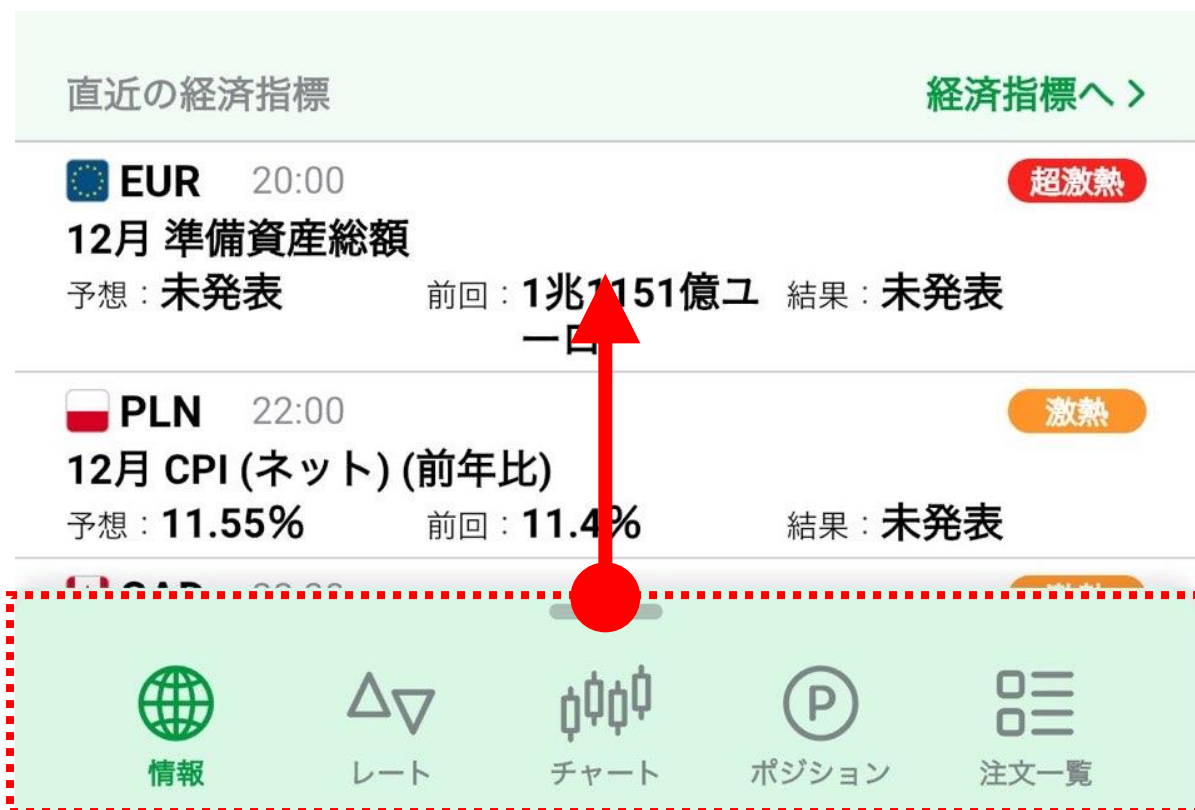 直近の経済指標 経済指標へ >
EUR 20:00 超激熱
12月 準備資産総額
予想：未発表 前回：1兆1151億ユ 結果：未発表
ーロ
PLN 22:00 激熱
12月 CPI (ネット) (前年比)
予想：11.55% 前回：11.4% 結果：未発表
情報 レート チャート P ポジション 注文一覧